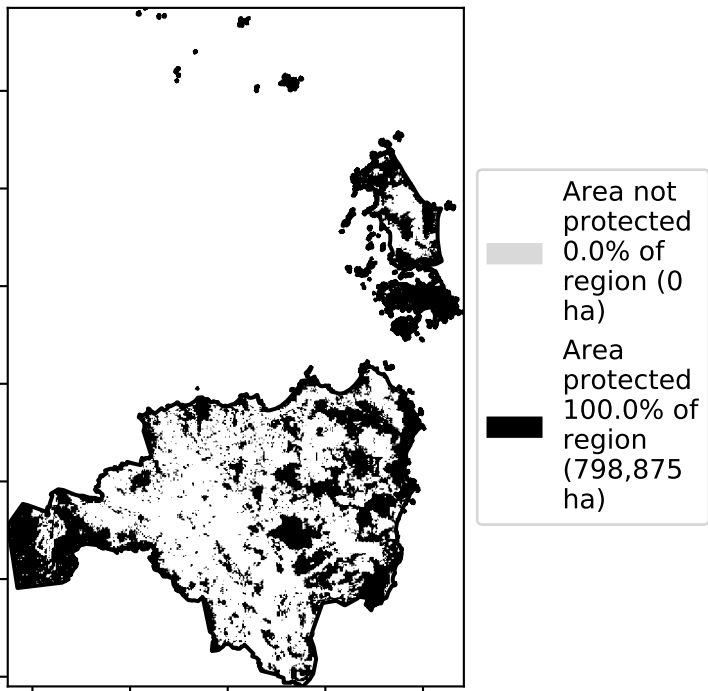 Area not
protected
0.0% of
region (0
ha)
Area
protected
100.0% of
region
(798,875
ha)